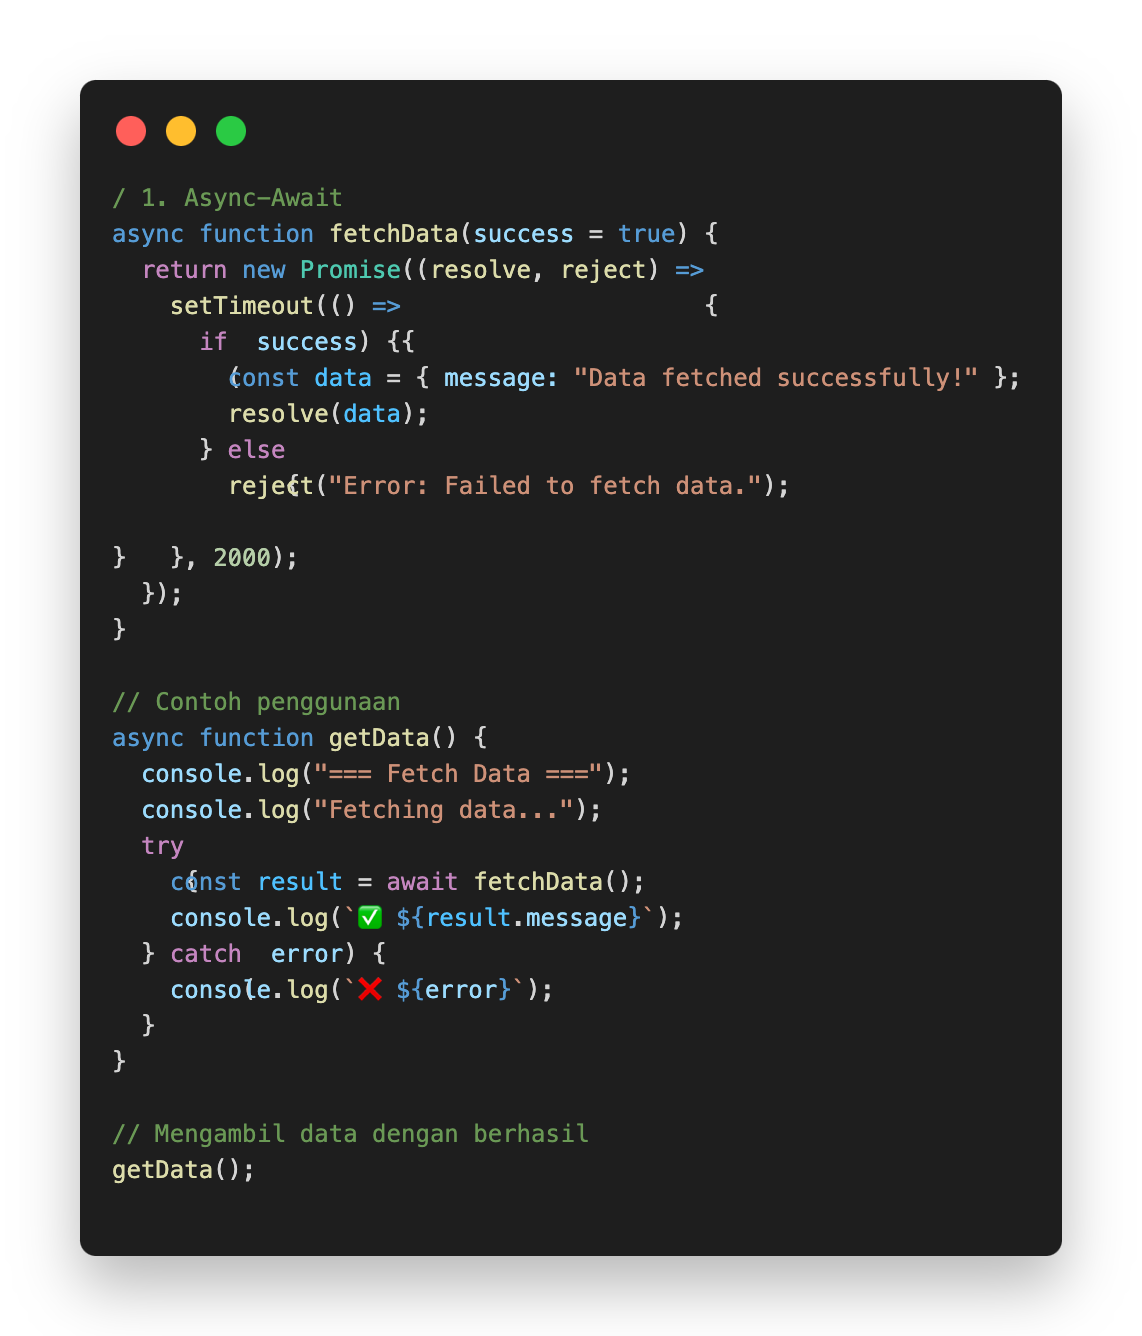 / 1. Async-Await
async function fetchData(success = true) {
  return new Promise((resolve, reject) => {
    setTimeout(() => {
      if (success) {
        const data = { message: "Data fetched successfully!" };
        resolve(data);
      } else {
        reject("Error: Failed to fetch data.");
      }
    }, 2000);
  });
}

// Contoh penggunaan
async function getData() {
  console.log("=== Fetch Data ===");
  console.log("Fetching data...");
  try {
    const result = await fetchData();
    console.log(`✅ ${result.message}`);
  } catch (error) {
    console.log(`❌ ${error}`);
  }
}

// Mengambil data dengan berhasil
getData();